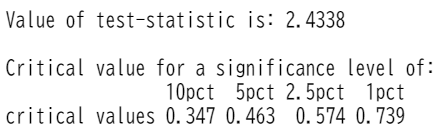 Value of test-statistic is: 2.4338
Critical value for a significance level of:
10pct 5pct 2.5pct 1pct
critical values 0.347 0.463 0.574 0.739